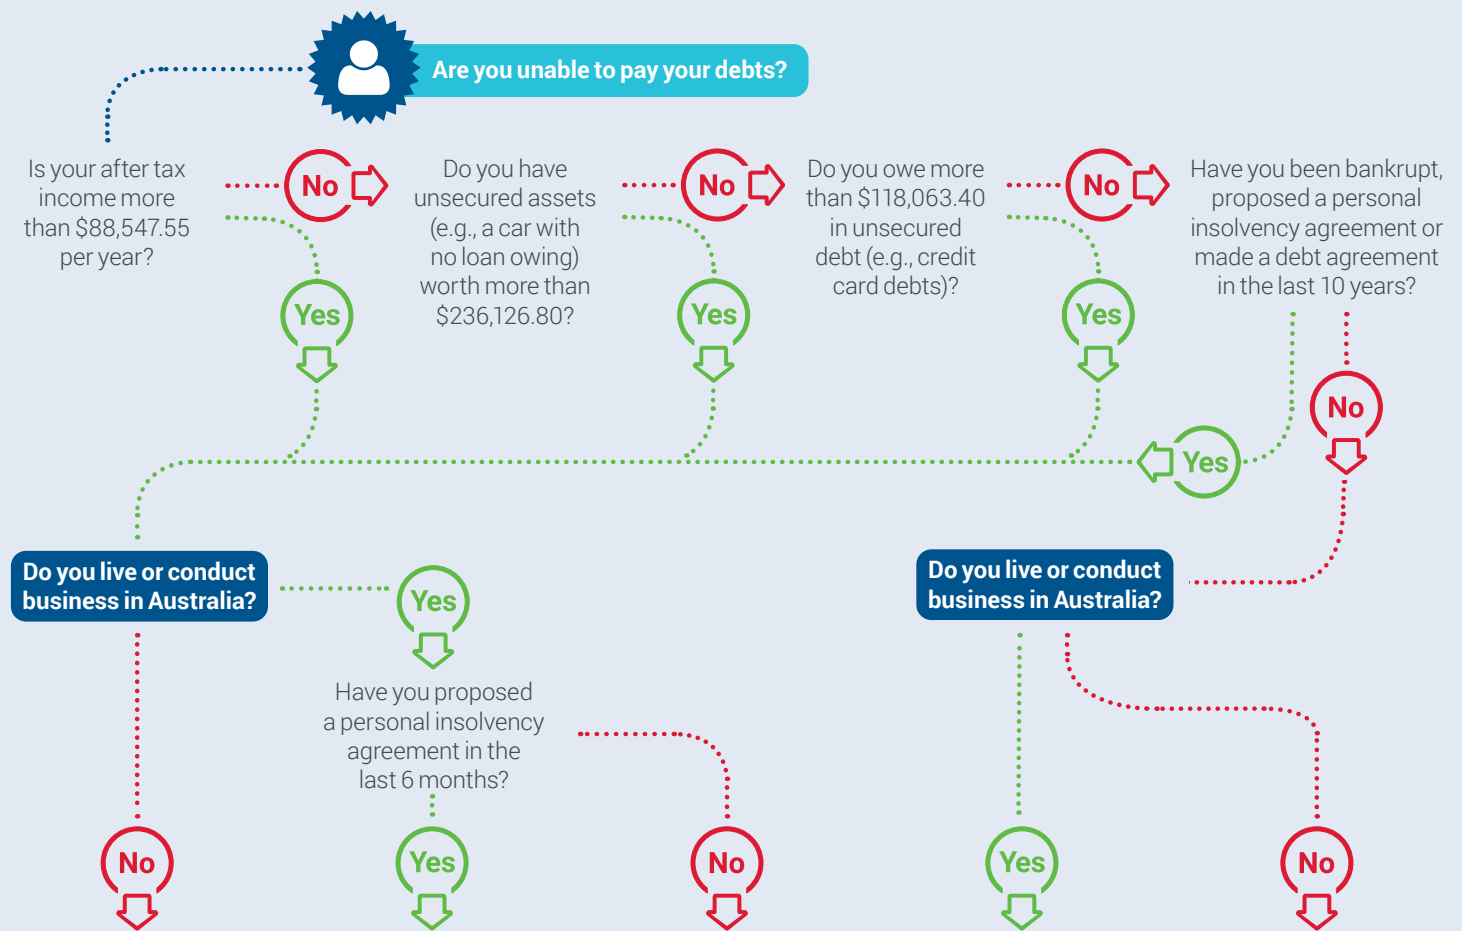 Are you unable to pay your debts?
Is your after tax
income more
than $88,547.55
per year?
No
Do you have
unsecured assets
(e.g., a car with
no loan owing)
worth more than
$236,126.80?
No
Do you owe more
than $118,063.40
in unsecured
debt (e.g., credit
card debts)?
No
Have you been bankrupt,
proposed a personal
insolvency agreement or
made a debt agreement
in the last 10 years?
Yes
Yes
Yes
No
Yes
Do you live or conduct
business in Australia?
Yes
Do you live or conduct
business in Australia?
Have you proposed
a personal insolvency
agreement in the
last 6 months?
No
Yes
No
Yes
No